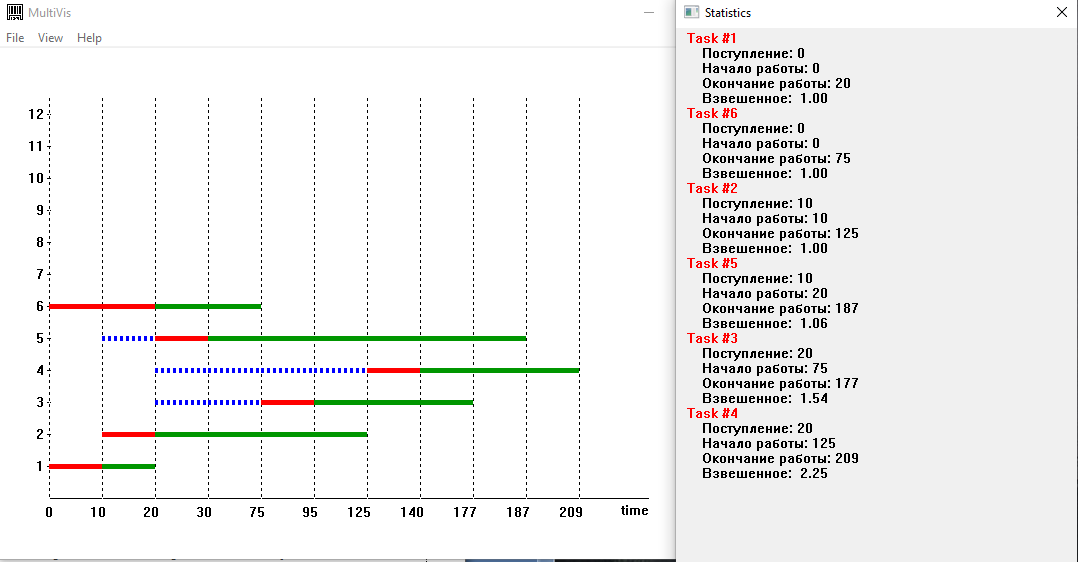 MultiVis
File View Help
12
11
10
9
8
7
6
5
4
3
2
1
0 10 20 30 75 95 125 140 177 187 209 time
Statistics
Task #1
Поступление: 0
Начало работы: 0
Окончание работы: 20
Взвешенное: 1.00
Task #6
Поступление: 0
Начало работы: 0
Окончание работы: 75
Взвешенное: 1.00
Task #2
Поступление: 10
Начало работы: 10
Окончание работы: 125
Взвешенное: 1.00
Task #5
Поступление: 10
Начало работы: 20
Окончание работы: 187
Взвешенное: 1.06
Task #3
Поступление: 20
Начало работы: 75
Окончание работы: 177
Взвешенное: 1.54
Task #4
Поступление: 20
Начало работы: 125
Окончание работы: 209
Взвешенное: 2.25